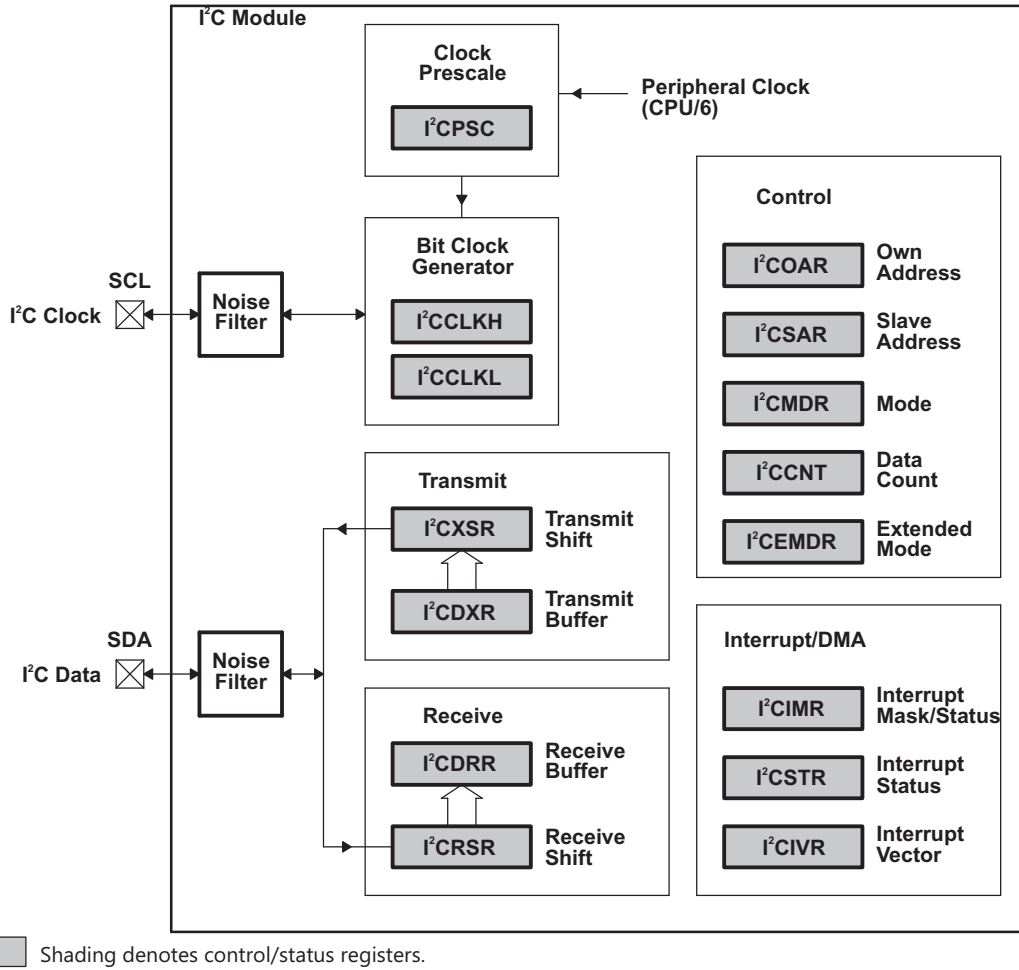 I²C Module
Clock
Prescale
I²CPSC
Peripheral Clock
(CPU/6)
Bit Clock
Generator
I²CCLKH
I²CCLKL
SCL
I²C Clock
Noise
Filter
Control
I²COAR
Own
Address
I²CSAR
Slave
Address
I²CMDR
Mode
I²CCNT
Data
Count
I²CEMDR
Extended
Mode
Transmit
I²CXSR
Transmit
Shift
I²CDXR
Transmit
Buffer
SDA
I²C Data
Noise
Filter
Receive
I²CDRR
Receive
Buffer
I²CRSR
Receive
Shift
Interrupt/DMA
I²CIMR
Interrupt
Mask/Status
I²CSTR
Interrupt
Status
I²CIVR
Interrupt
Vector
Shading denotes control/status registers.